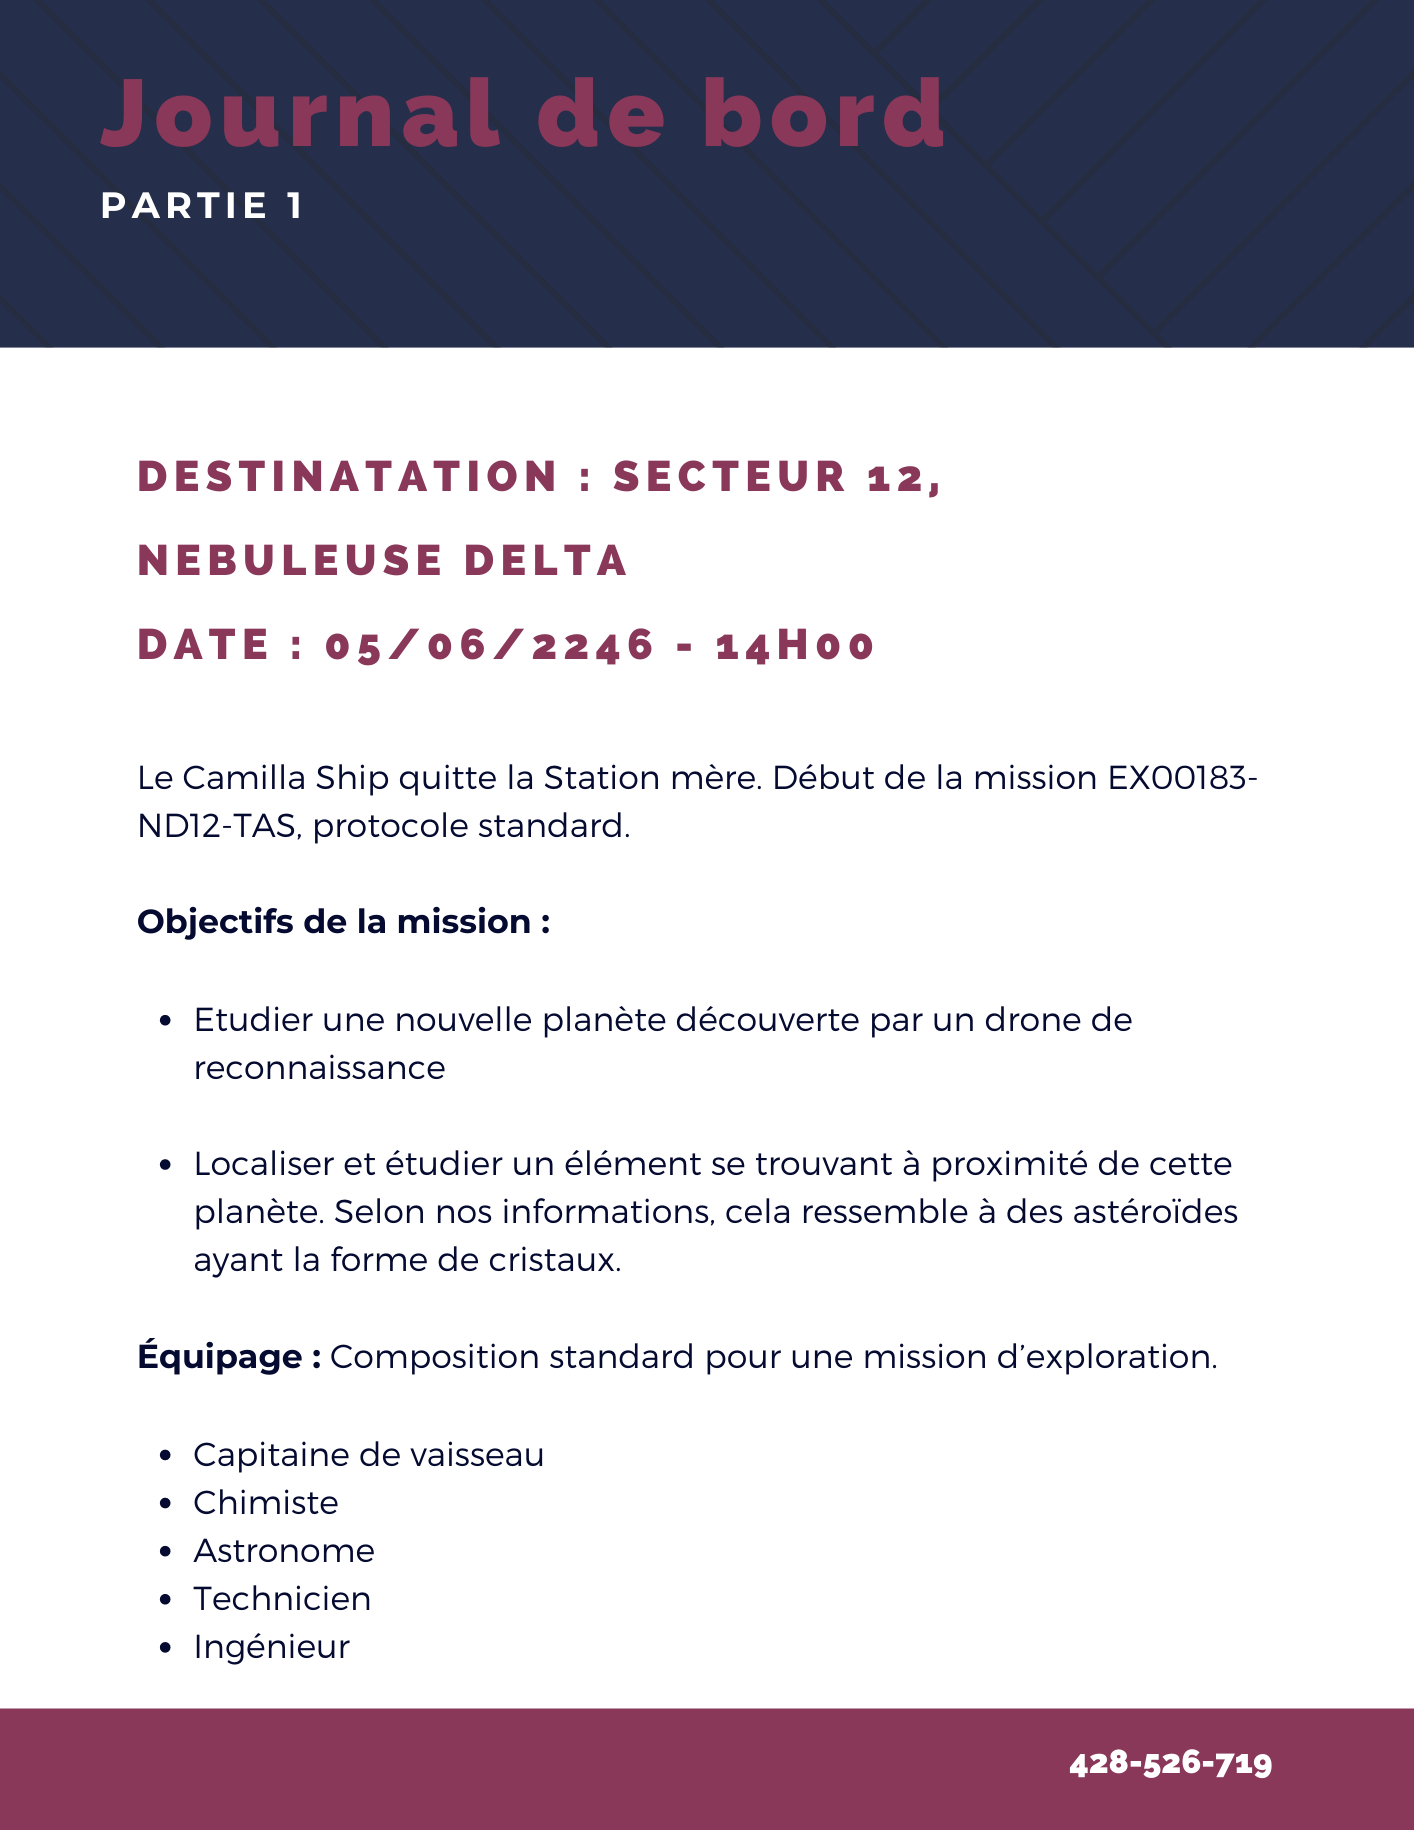 Journal de bord
PARTIE 1
DESTINATATION : SECTEUR 12,
NEBULEUSE DELTA
DATE : 05/06/2246 - 14H00
Le Camilla Ship quitte la Station mère. Début de la mission EX00183-
ND12-TAS, protocole standard.
Objectifs de la mission :
• Etudier une nouvelle planète découverte par un drone de
reconnaissance
• Localiser et étudier un élément se trouvant à proximité de cette
planète. Selon nos informations, cela ressemble à des astéroïdes
ayant la forme de cristaux.
Équipage : Composition standard pour une mission d’exploration.
• Capitaine de vaisseau
• Chimiste
• Astronome
• Technicien
• Ingénieur
428-526-719